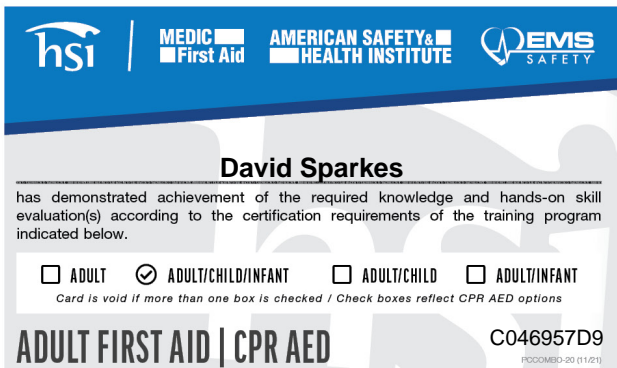 hsi
MEDIC First Aid
AMERICAN SAFETY & HEALTH INSTITUTE
EMS SAFETY
David Sparkes
has demonstrated achievement of the required knowledge and hands-on skill
evaluation(s) according to the certification requirements of the training program
indicated below.
ADULT ADULT/CHILD/INFANT ADULT/CHILD ADULT/INFANT
Card is void if more than one box is checked / Check boxes reflect CPR AED options
ADULT FIRST AID | CPR AED
C046957D9
PCCOMBO-20 (11/21)